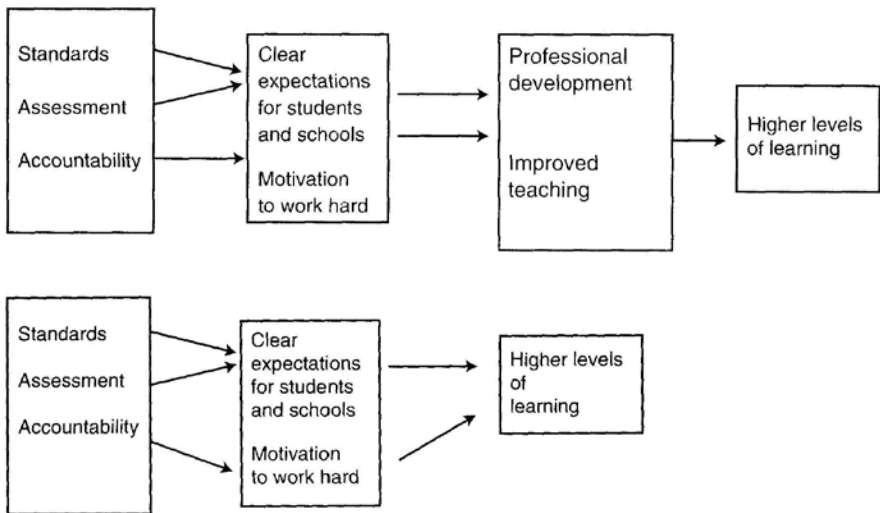 Standards
Assessment
Accountability
Clear
expectations
for students
and schools
Motivation
to work hard
Professional
development
Improved
teaching
Higher levels
of learning
Standards
Assessment
Accountability
Clear
expectations
for students
and schools
Motivation
to work hard
Higher levels
of
learning